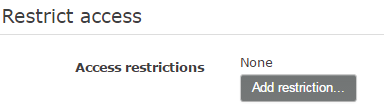 Restrict access
Access restrictions
None
Add restriction...